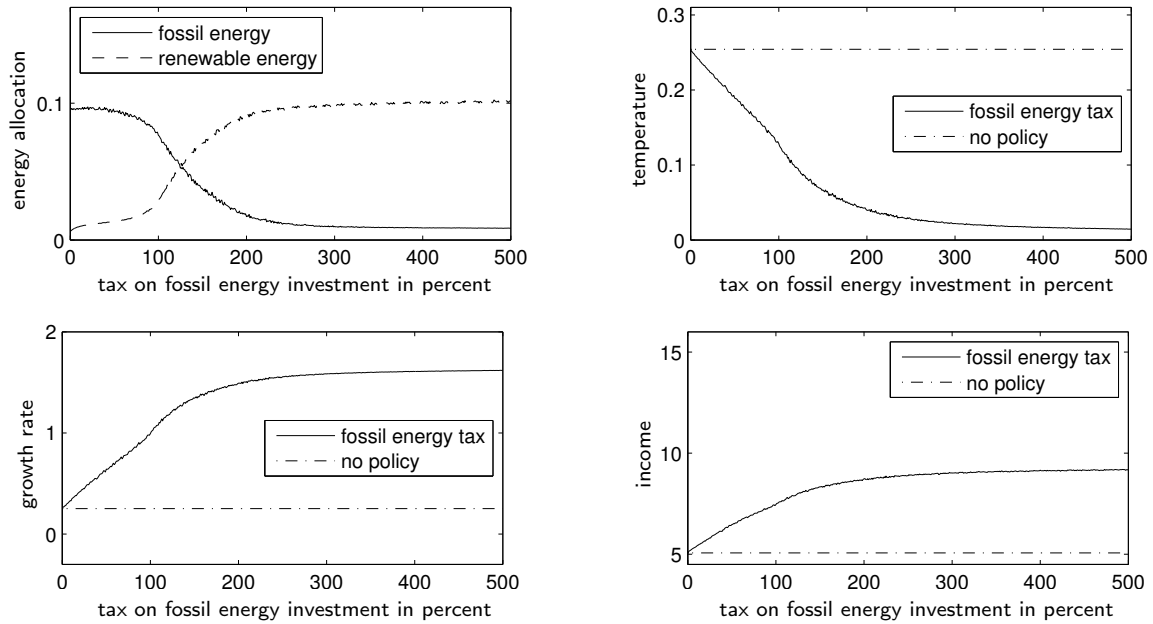 fossil energy
renewable energy
0.1
0
energy allocation
0 100 200 300 400 500
tax on fossil energy investment in percent
0.3
0.2
0.1
0
temperature
fossil energy tax
no policy
0 100 200 300 400 500
tax on fossil energy investment in percent
2
1
0
growth rate
fossil energy tax
no policy
0 100 200 300 400 500
tax on fossil energy investment in percent
15
10
5
income
fossil energy tax
no policy
0 100 200 300 400 500
tax on fossil energy investment in percent